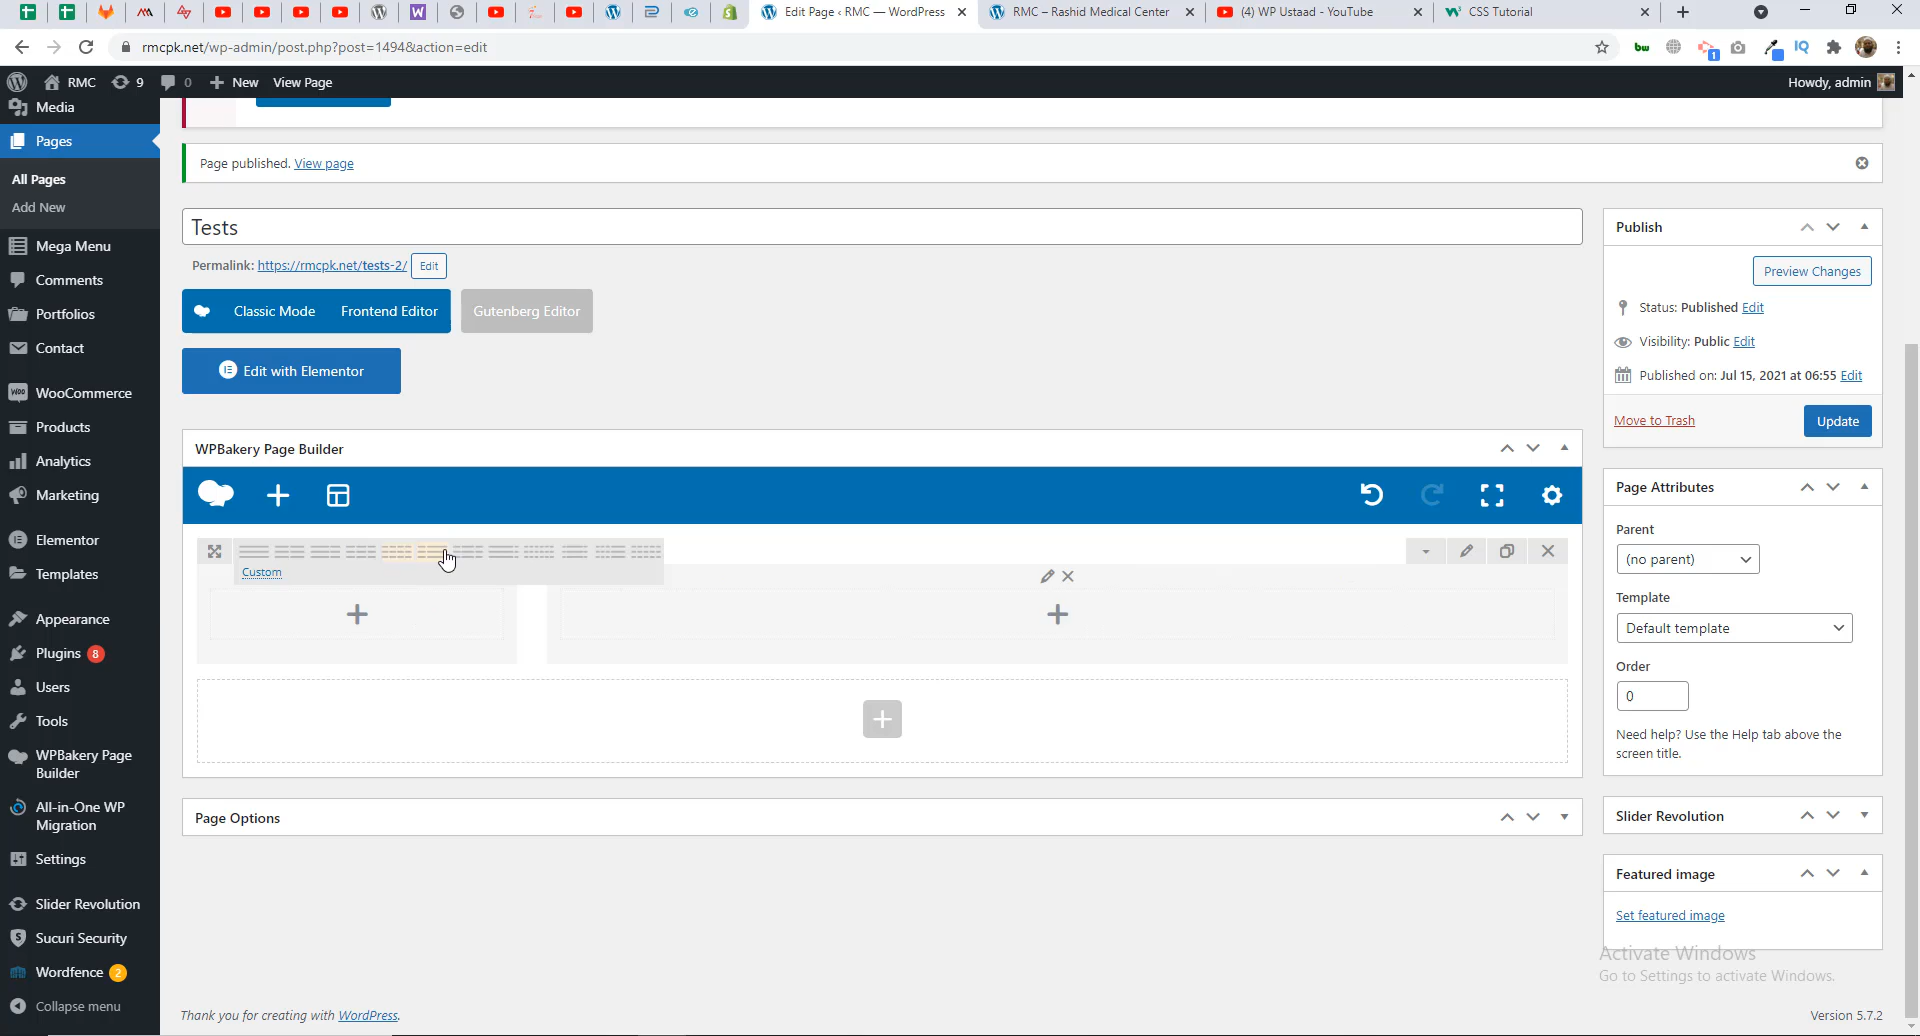 Edit Page ‹ RMC — WordPress
RMC – Rashid Medical Center
(4) WP Ustaad - YouTube
CSS Tutorial
rmcpk.net/wp-admin/post.php?post=1494&action=edit
bw
1
IQ
RMC
9
0
New
View Page
Howdy, admin
Media
Pages
All Pages
Add New
Mega Menu
Comments
Portfolios
Contact
WooCommerce
Products
Analytics
Marketing
Elementor
Templates
Appearance
Plugins 8
Users
Tools
WPBakery Page
Builder
All-in-One WP
Migration
Settings
Slider Revolution
Sucuri Security
Wordfence 2
Collapse menu
Page published. View page
Tests
Permalink: https://rmcpk.net/tests-2/ Edit
Classic Mode
Frontend Editor
Gutenberg Editor
Edit with Elementor
WPBakery Page Builder
Custom
Page Options
Thank you for creating with WordPress.
Publish
Preview Changes
Status: Published Edit
Visibility: Public Edit
Published on: Jul 15, 2021 at 06:55 Edit
Move to Trash
Update
Page Attributes
Parent
(no parent)
Template
Default template
Order
0
Need help? Use the Help tab above the
screen title.
Slider Revolution
Featured image
Set featured image
Activate Windows
Go to Settings to activate Windows.
Version 5.7.2